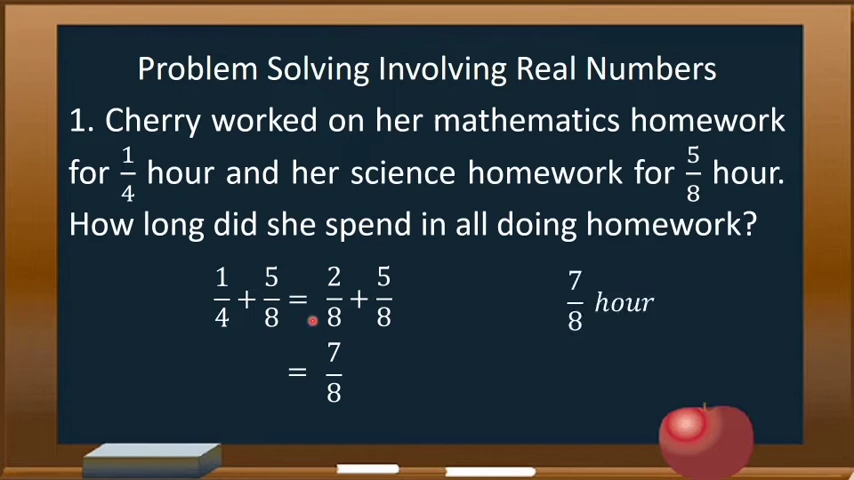 Problem Solving Involving Real Numbers
1. Cherry worked on her mathematics homework
for 1/4 hour and her science homework for 5/8 hour.
How long did she spend in all doing homework?
1/4 + 5/8 = 2/8 + 5/8
7/8 hour
= 7/8